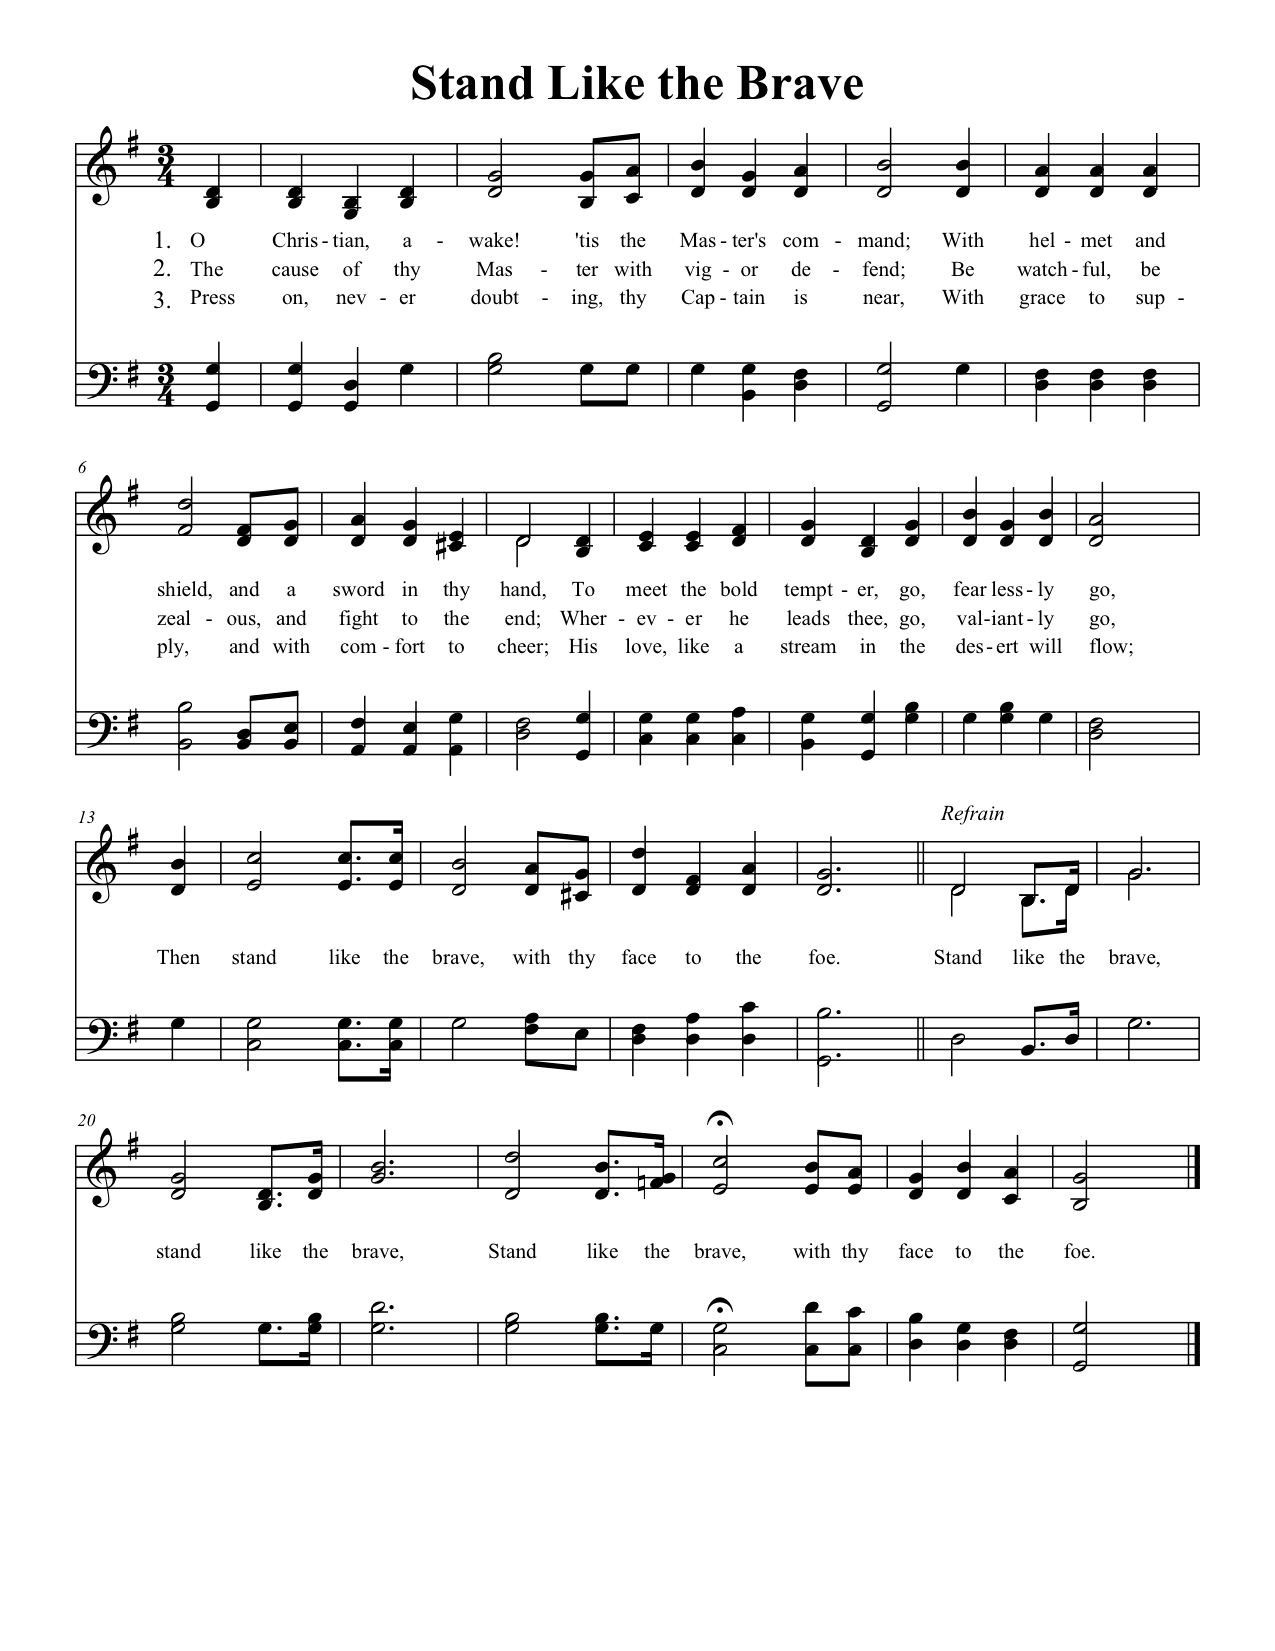 Stand Like the Brave
3 4
1. O Chris - tian, a - wake! 'tis the Mas - ter's com - mand; With hel - met and
2. The cause of thy Mas - ter with vig - or de - fend; Be watch - ful, be
3. Press on, nev - er doubt - ing, thy Cap - tain is near, With grace to sup -
3 4
6
shield, and a sword in thy hand, To meet the bold tempt - er, go, fear less - ly go,
zeal - ous, and fight to the end; Wher - ev - er he leads thee, go, val - iant - ly go,
ply, and with com - fort to cheer; His love, like a stream in the des - ert will flow;
13
Refrain
Then stand like the brave, with thy face to the foe. Stand like the brave,
20
stand like the brave, Stand like the brave, with thy face to the foe.